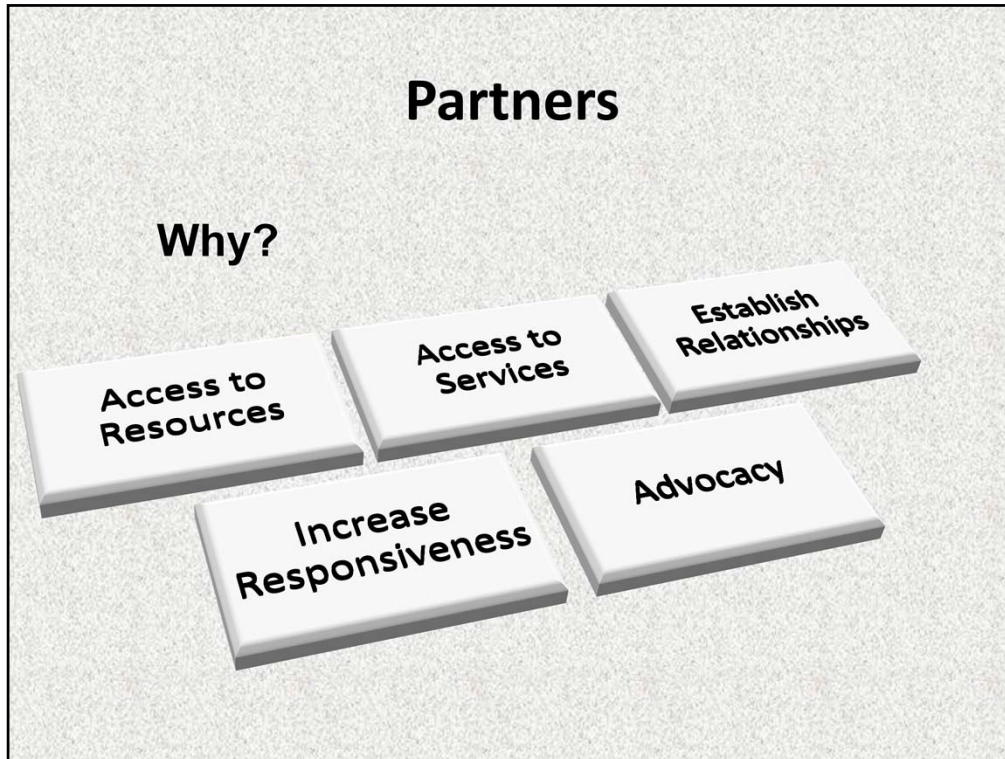 Partners
Why?
Access to
Resources
Access to
Services
Establish
Relationships
Increase
Responsiveness
Advocacy